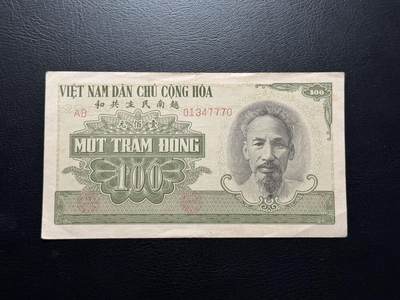 VIỆT NAM DÂN CHỦ CỘNG HÒA
和共主民南越
AB 01347770
100
MỘT TRĂM ĐỒNG
100